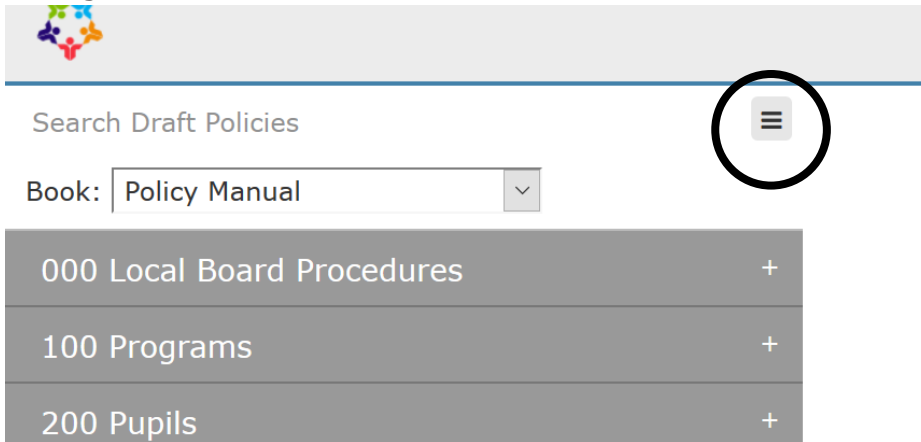 Search Draft Policies
Book: Policy Manual
000 Local Board Procedures +
100 Programs +
200 Pupils +